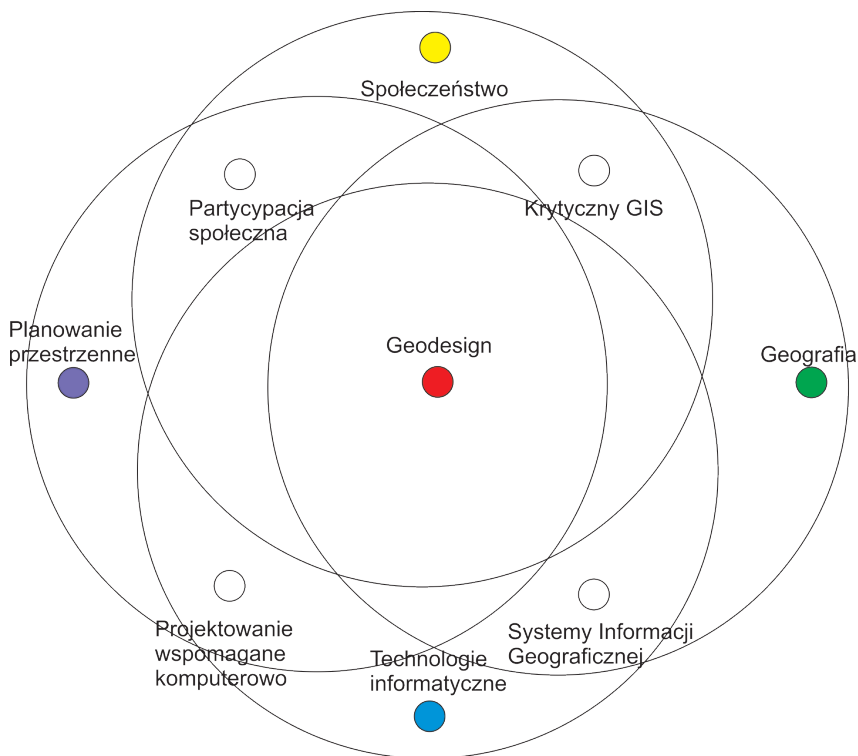 Społeczeństwo
Partycypacja
społeczna
Krytyczny GIS
Planowanie
przestrzenne
Geodesign
Geografia
Projektowanie
wspomagane
komputerowo
Systemy Informacji
Geograficznej
Technologie
informatyczne